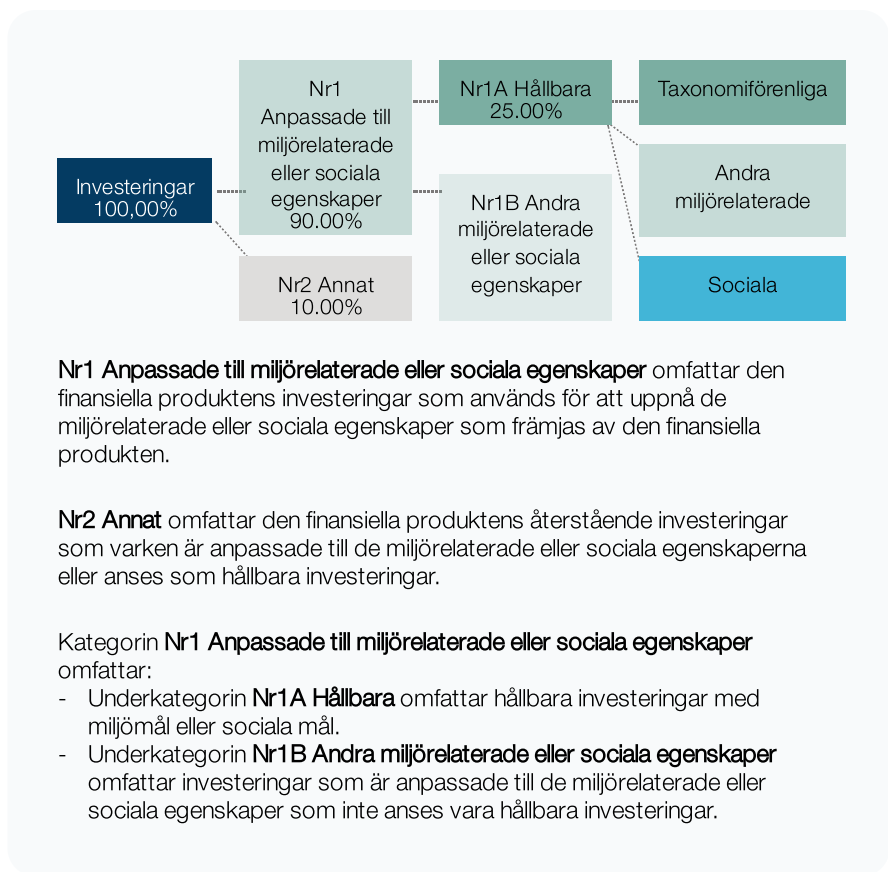 Investeringar
100,00%
Nr1
Anpassade till
miljörelaterade
eller sociala
egenskaper
90.00%
Nr2 Annat
10.00%
Nr1A Hållbara
25.00%
Nr1B Andra
miljörelaterade
eller sociala
egenskaper
Taxonomiförenliga
Andra
miljörelaterade
Sociala
Nr1 Anpassade till miljörelaterade eller sociala egenskaper omfattar den
finansiella produktens investeringar som används för att uppnå de
miljörelaterade eller sociala egenskaper som främjas av den finansiella
produkten.
Nr2 Annat omfattar den finansiella produktens återstående investeringar
som varken är anpassade till de miljörelaterade eller sociala egenskaperna
eller anses som hållbara investeringar.
Kategorin Nr1 Anpassade till miljörelaterade eller sociala egenskaper
omfattar:
- Underkategorin Nr1A Hållbara omfattar hållbara investeringar med
miljömål eller sociala mål.
- Underkategorin Nr1B Andra miljörelaterade eller sociala egenskaper
omfattar investeringar som är anpassade till de miljörelaterade eller
sociala egenskaper som inte anses vara hållbara investeringar.